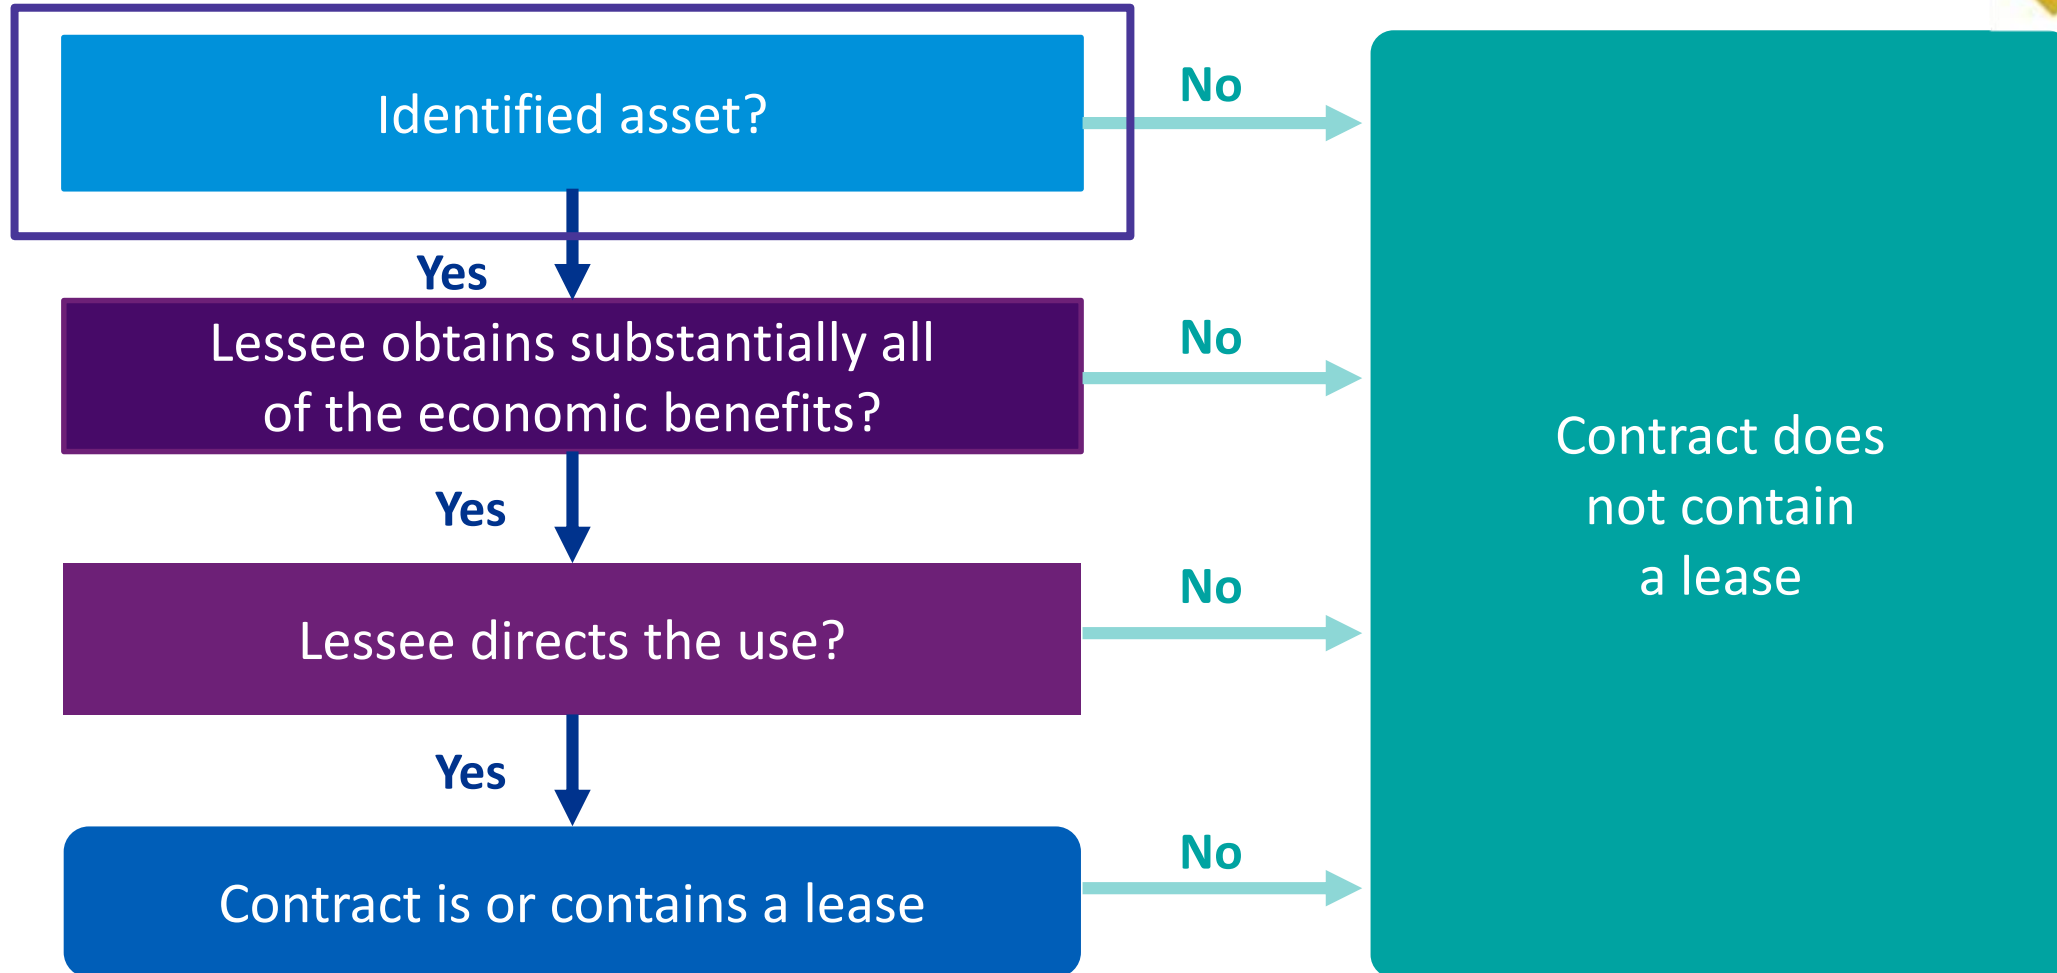 Identified asset?
No
Yes
Lessee obtains substantially all
of the economic benefits?
No
Yes
Lessee directs the use?
No
Yes
Contract is or contains a lease
No
Contract does
not contain
a lease